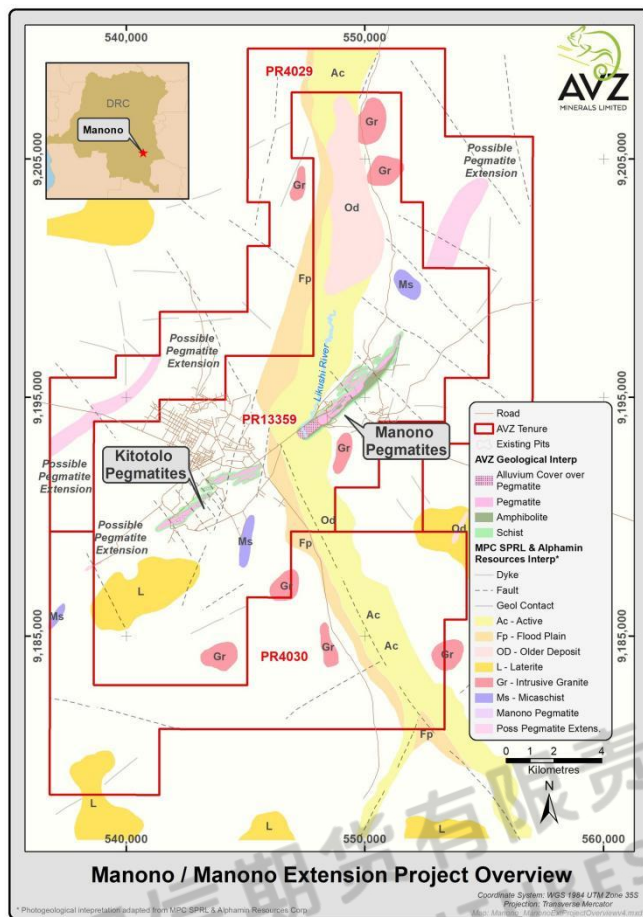 540,000
550,000
PR4029
Ac
AVZ
MINERALS LIMITED
DRC
Manono
Gr
9,205,000
9,205,000
Possible
Pegmatite
Extension
Gr
Gr
Od
Ms
Fp
Possible
Pegmatite
Extension
Likushi River
9,195,000
9,195,000
PR13359
Manono
Pegmatites
Kitotolo
Pegmatites
Gr
Possible
Pegmatite
Extension
Possible
Pegmatite
Extension
Od
Od
Ms
Fp
L
Gr
Ms
Ac
9,185,000
9,185,000
Gr
Gr
Ac
Gr
PR4030
Fp
L
L
L
Road
AVZ Tenure
Existing Pits
AVZ Geological Interp
Alluvium Cover over
Pegmatite
Pegmatite
Amphibolite
Schist
MPC SPRL & Alphamin
Resources Interp*
Dyke
Fault
Geol Contact
Ac - Active
Fp - Flood Plain
OD - Older Deposit
L - Laterite
Gr - Intrusive Granite
Ms - Micaschist
Manono Pegmatite
Poss Pegmatite Extens.
0 1 2 4
Kilometres
N
540,000
550,000
560,000
Manono / Manono Extension Project Overview
Coordinate System: WGS 1984 UTM Zone 35S
Projection: Transverse Mercator
* Photogeological intepretation adapted from MPC SPRL & Alphamin Resources Corp
期货有限责